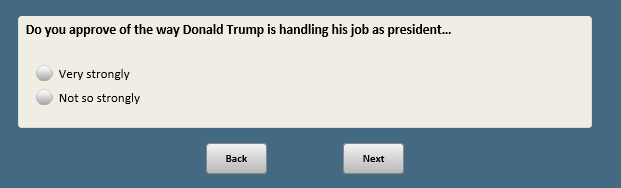 Do you approve of the way Donald Trump is handling his job as president...
Very strongly
Not so strongly
Back
Next